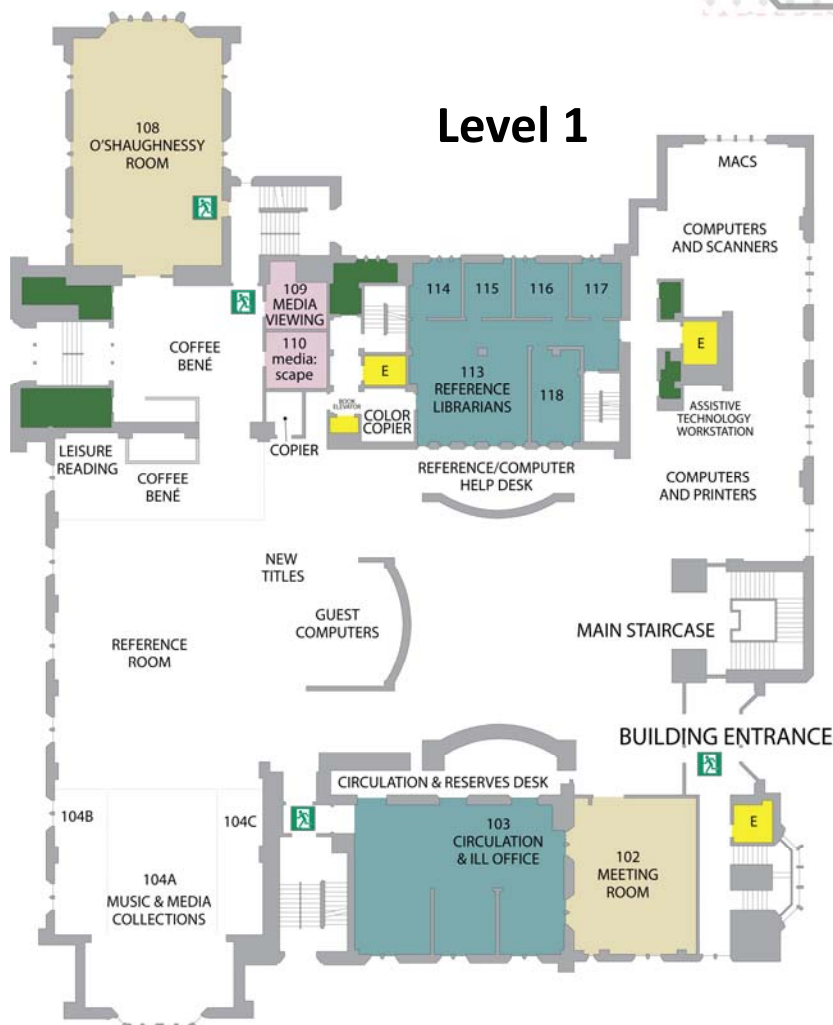 Level 1
108
O'SHAUGHNESSY
ROOM
MACS
COMPUTERS
AND SCANNERS
109
MEDIA
VIEWING
110
media:
scape
114
115
116
117
COFFEE
BENÉ
E
113
REFERENCE
LIBRARIANS
118
E
BOOK
ELEVATOR
COLOR
COPIER
ASSISTIVE
TECHNOLOGY
WORKSTATION
LEISURE
READING
COFFEE
BENÉ
COPIER
REFERENCE/COMPUTER
HELP DESK
COMPUTERS
AND PRINTERS
NEW
TITLES
GUEST
COMPUTERS
MAIN STAIRCASE
REFERENCE
ROOM
BUILDING ENTRANCE
CIRCULATION & RESERVES DESK
104B
104C
103
CIRCULATION
& ILL OFFICE
102
MEETING
ROOM
E
104A
MUSIC & MEDIA
COLLECTIONS